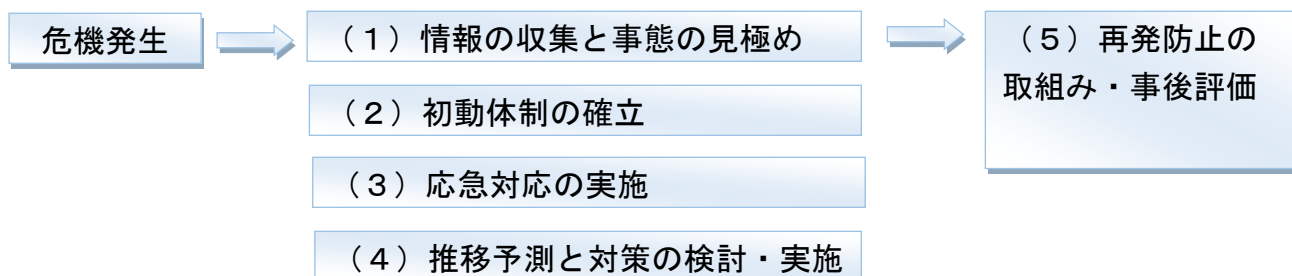 危機発生
（１）情報の収集と事態の見極め
（２）初動体制の確立
（３）応急対応の実施
（４）推移予測と対策の検討・実施
（５）再発防止の
取組み・事後評価